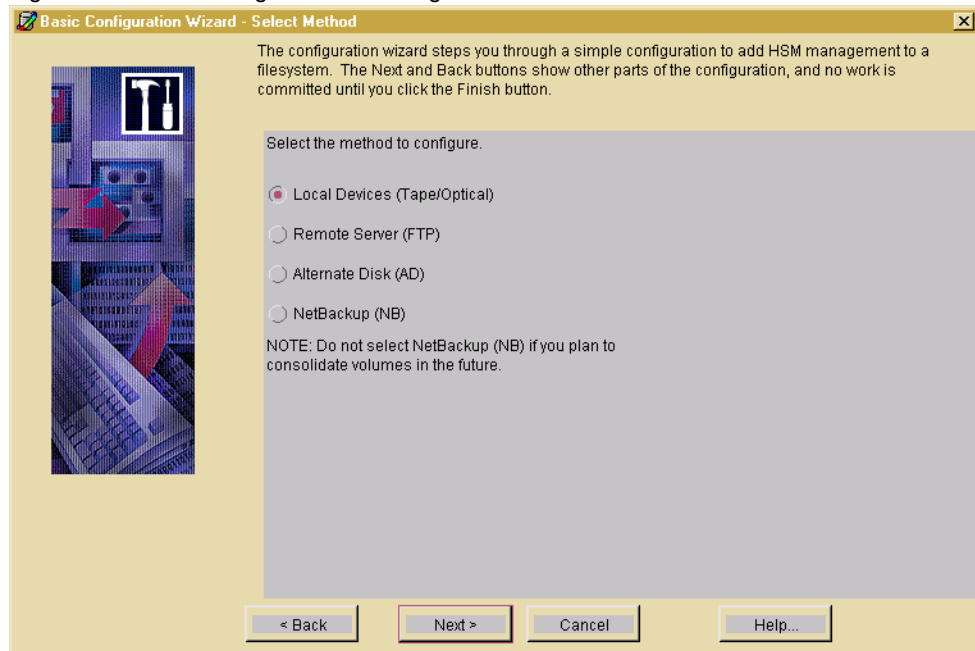 Basic Configuration Wizard - Select Method
The configuration wizard steps you through a simple configuration to add HSM management to a
filesystem. The Next and Back buttons show other parts of the configuration, and no work is
committed until you click the Finish button.
Select the method to configure.
Local Devices (Tape/Optical)
Remote Server (FTP)
Alternate Disk (AD)
NetBackup (NB)
NOTE: Do not select NetBackup (NB) if you plan to
consolidate volumes in the future.
< Back
Next >
Cancel
Help...